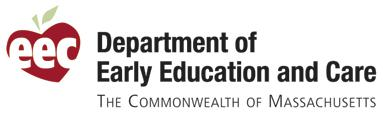 eec
Department of
Early Education and Care
THE COMMONWEALTH OF MASSACHUSETTS